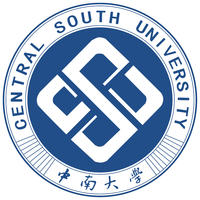 CENTRAL SOUTH UNIVERSITY
中南大学